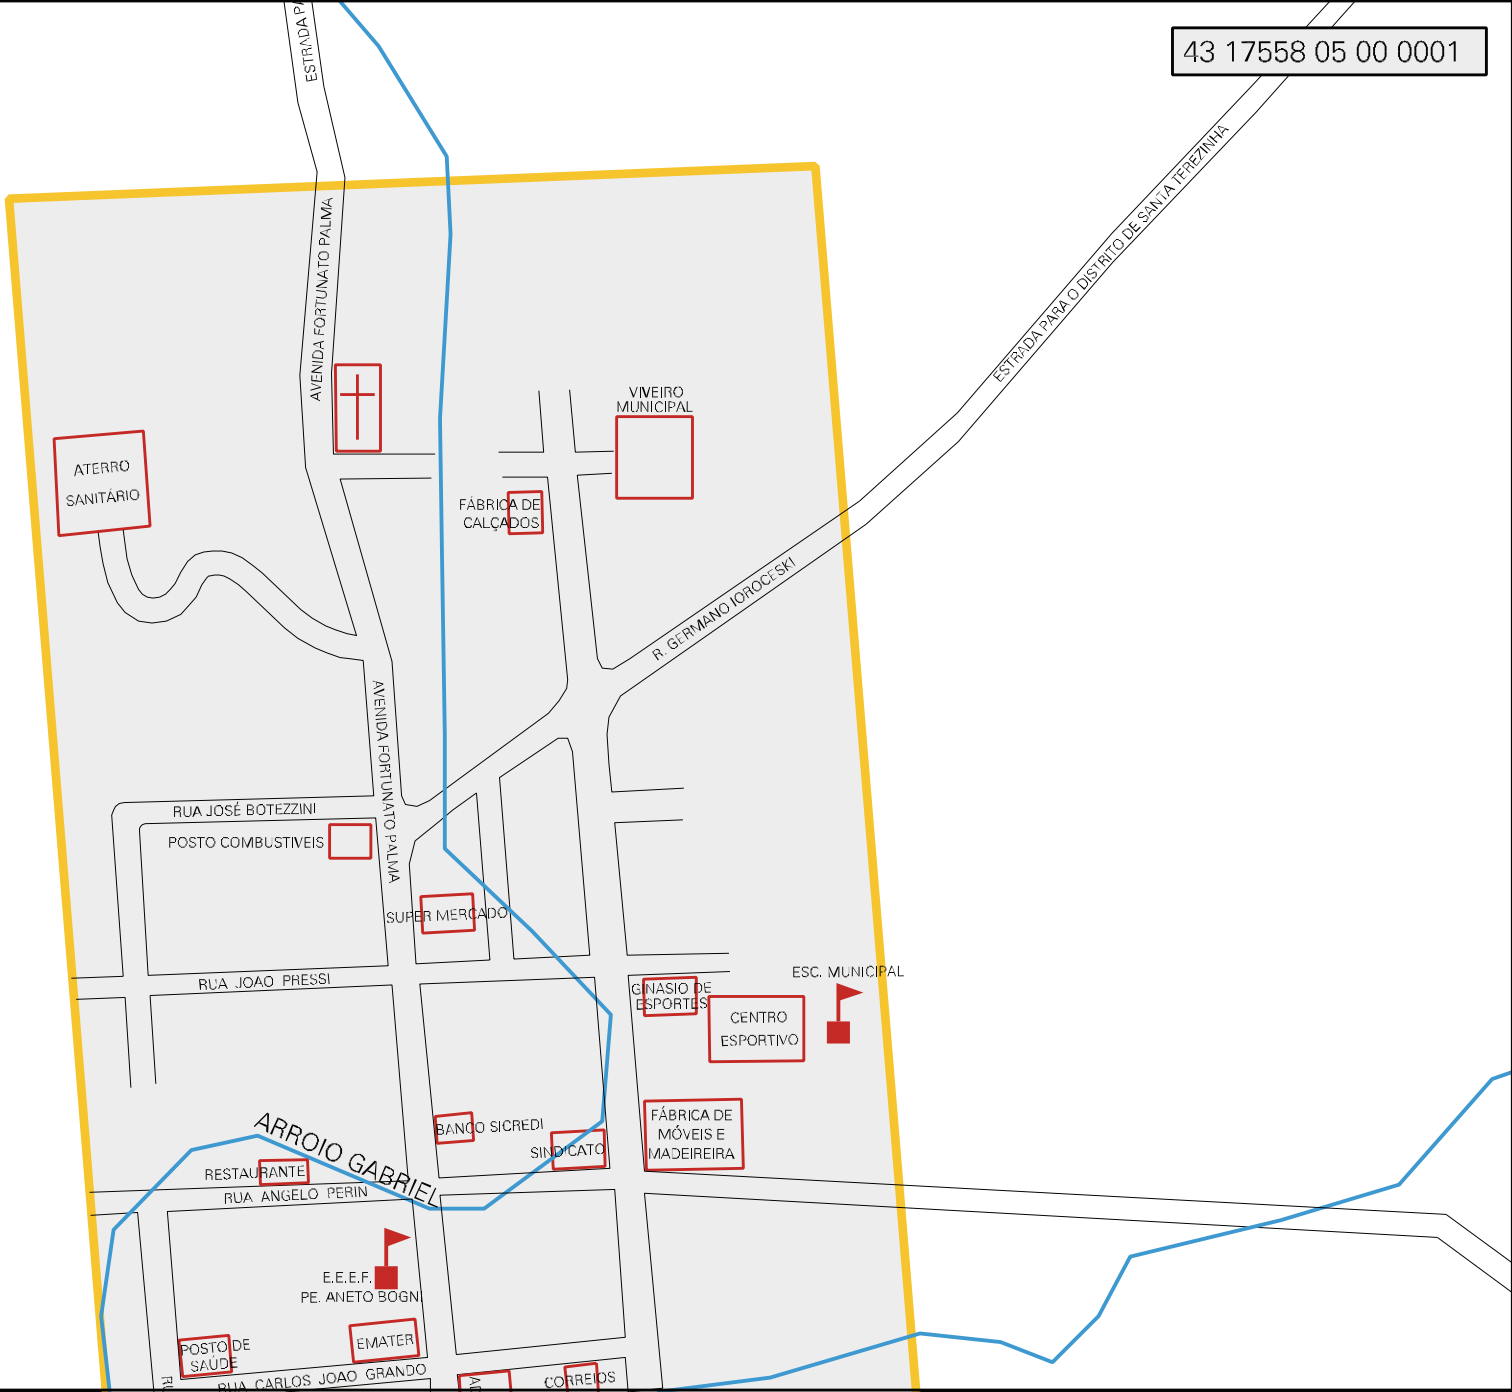 ESTRADA PA
43 17558 05 00 0001
ESTRADA PARA O DISTRITO DE SANTA TEREZINHA
AVENIDA FORTUNATO PALMA
VIVEIRO
MUNICIPAL
ATERRO
SANITÁRIO
FÁBRICA DE
CALÇADOS
R. GERMANO IOROCESKI
AVENIDA FORTUNATO PALMA
RUA JOSÉ BOTEZZINI
POSTO COMBUSTIVEIS
SUPER MERCADO
RUA JOAO PRESSI
ESC. MUNICIPAL
GINASIO DE
ESPORTES
CENTRO
ESPORTIVO
FÁBRICA DE
MÓVEIS E
MADEIREIRA
BANCO SICREDI
SINDICATO
ARROIO GABRIEL
RESTAURANTE
RUA ANGELO PERIN
E.E.E.F.
PE. ANETO BOGNI
EMATER
POSTO DE
SAÚDE
RUA CARLOS JOAO GRANDO
CORREIOS